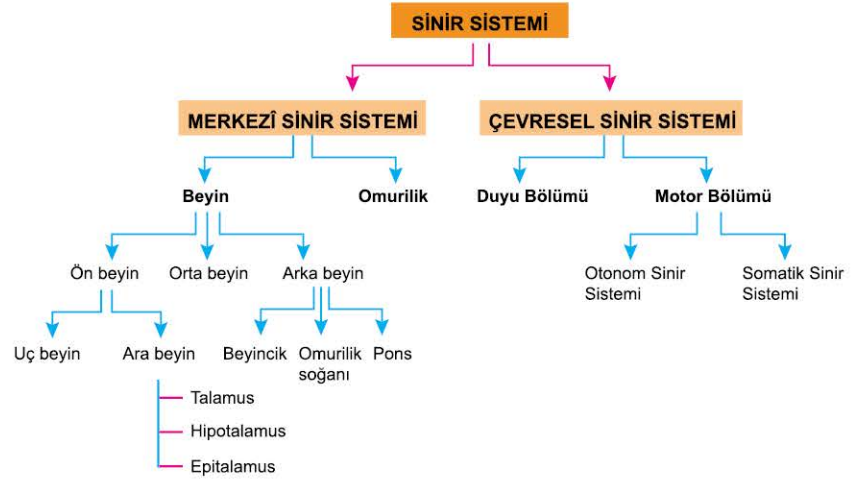 SİNİR SİSTEMİ
MERKEZÎ SİNİR SİSTEMİ
ÇEVRESEL SİNİR SİSTEMİ
Beyin
Omurilik
Duyu Bölümü
Motor Bölümü
Ön beyin
Orta beyin
Arka beyin
Otonom Sinir
Sistemi
Somatik Sinir
Sistemi
Uç beyin
Ara beyin
Beyincik
Omurilik
soğanı
Pons
Talamus
Hipotalamus
Epitalamus